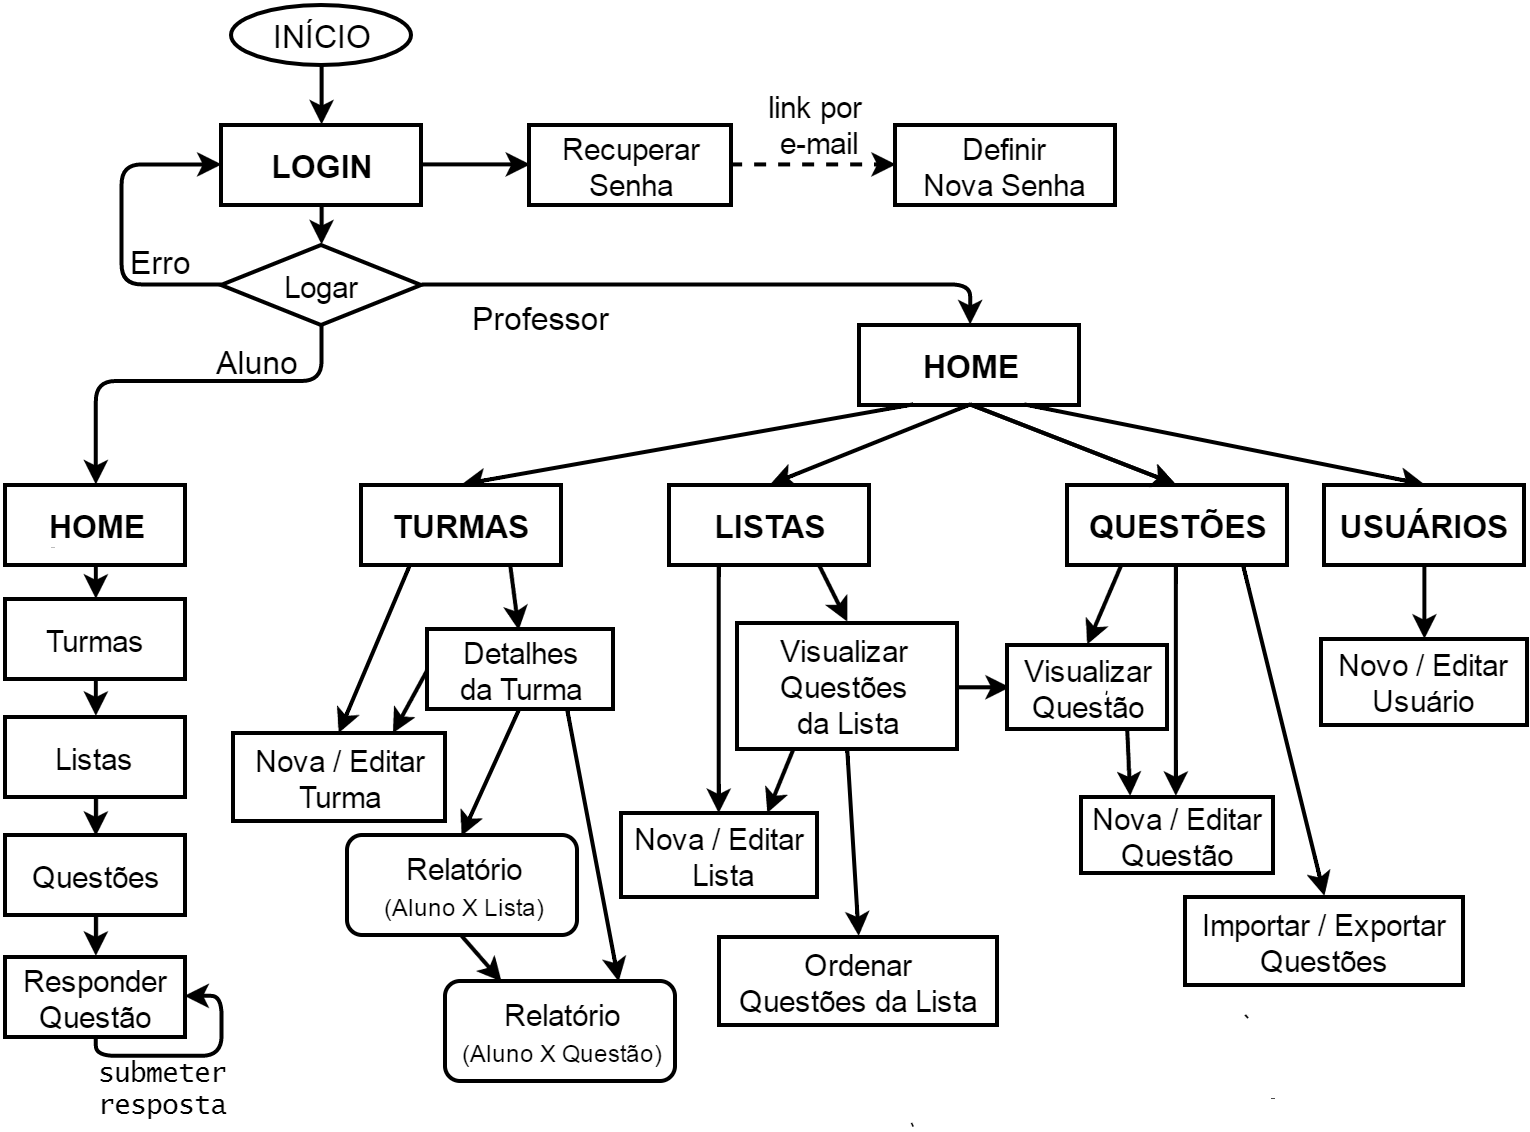 INÍCIO
link por
e-mail
LOGIN
Recuperar
Senha
Definir
Nova Senha
Erro
Logar
Professor
Aluno
HOME
HOME
TURMAS
LISTAS
QUESTÕES
USUÁRIOS
Turmas
Detalhes
da Turma
Visualizar
Questões
da Lista
Visualizar
Questão
Novo / Editar
Usuário
Listas
Nova / Editar
Turma
Nova / Editar
Lista
Nova / Editar
Questão
Questões
Relatório
(Aluno X Lista)
Importar / Exportar
Questões
Ordenar
Questões da Lista
Responder
Questão
Relatório
(Aluno X Questão)
submeter
resposta